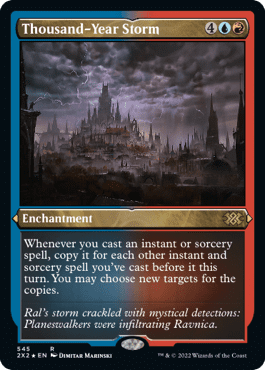 Thousand-Year Storm 4
Enchantment
Whenever you cast an instant or sorcery
spell, copy it for each other instant and
sorcery spell you've cast before it this
turn. You may choose new targets for the
copies.
Ral's storm crackled with mystical detections:
Planeswalkers were infiltrating Ravnica.
545 R
2X2 ★ EN DIMITAR MARINSKI ™ & © 2022 Wizards of the Coast